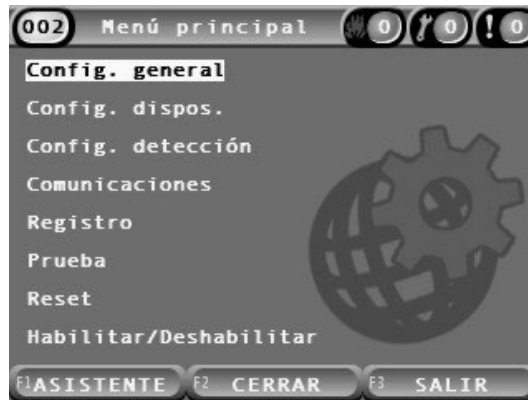 002 Menú principal 0 0 ! 0
Config. general
Config. dispos.
Config. detección
Comunicaciones
Registro
Prueba
Reset
Habilitar/Deshabilitar
F1 ASISTENTE F2 CERRAR F3 SALIR